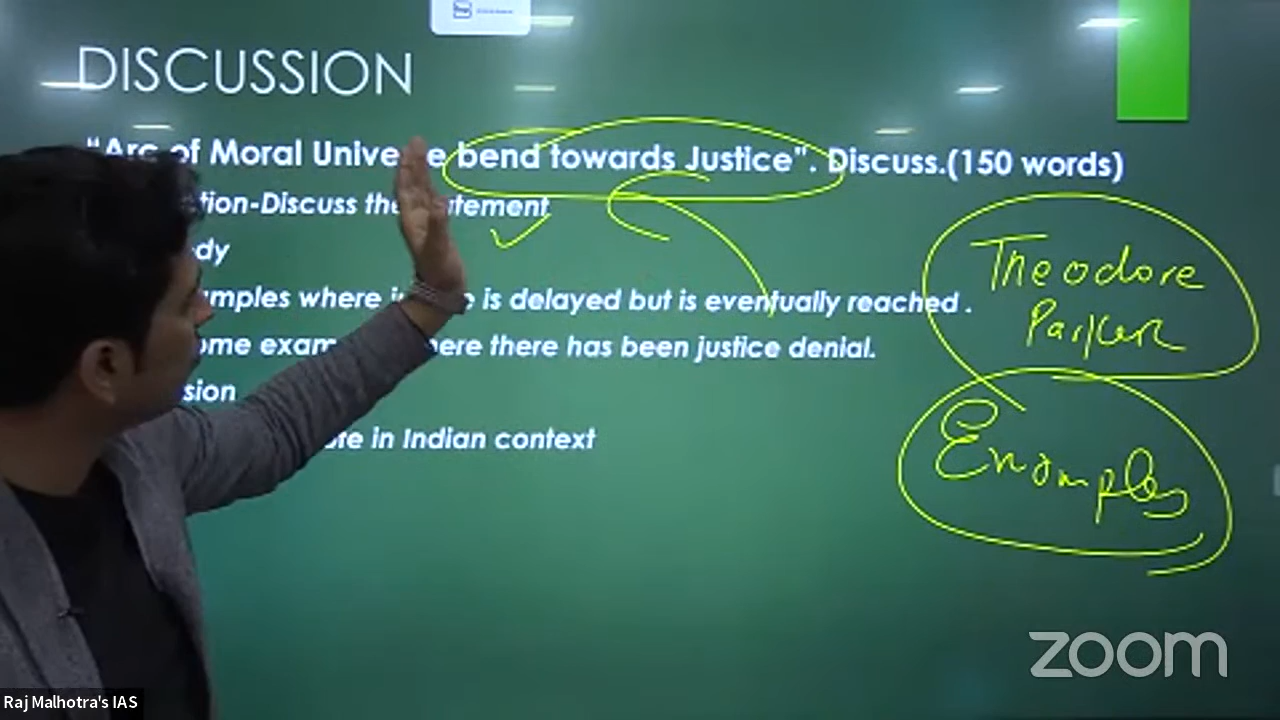 DISCUSSION
“Arc of Moral Unive e bend towards Justice”. Discuss.(150 words)
tion-Discuss the tement
dy
mples where is delayed but is eventually reached .
ome exam ere there has been justice denial.
sion
te in Indian context
Theodore
Parker
Examples
zoom
Raj Malhotra's IAS